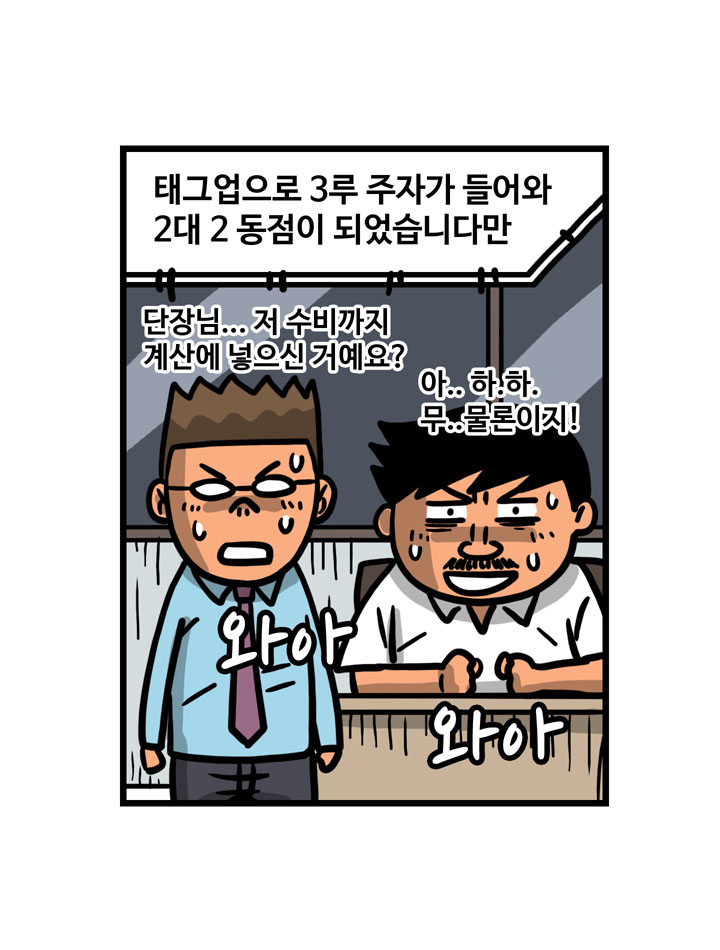 태그업으로 3루 주자가 들어와
2대 2 동점이 되었습니다만
단장님... 저 수비까지
계산에 넣으신 거예요?
아.. 하.하.
무..물론이지!
와아
와아